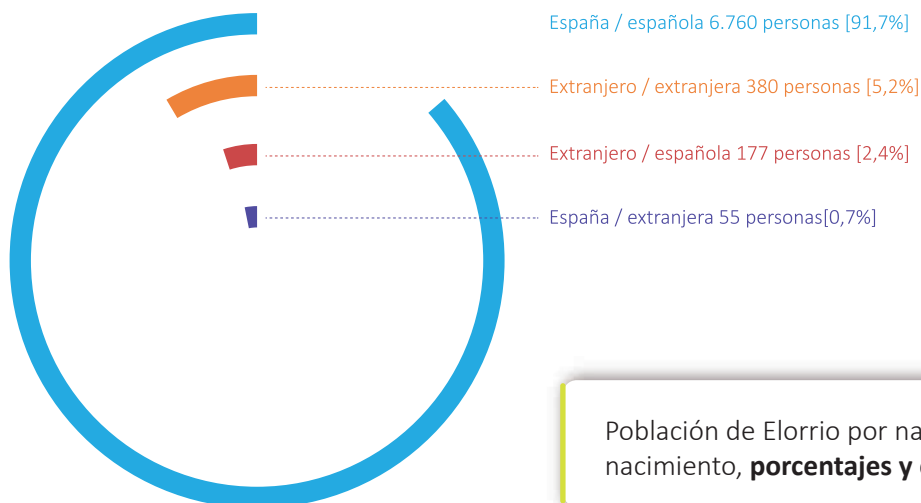 España / española 6.760 personas [91,7%]
Extranjero / extranjera 380 personas [5,2%]
Extranjero / española 177 personas [2,4%]
España / extranjera 55 personas[0,7%]
Población de Elorrio por
nacimiento, porcentajes y